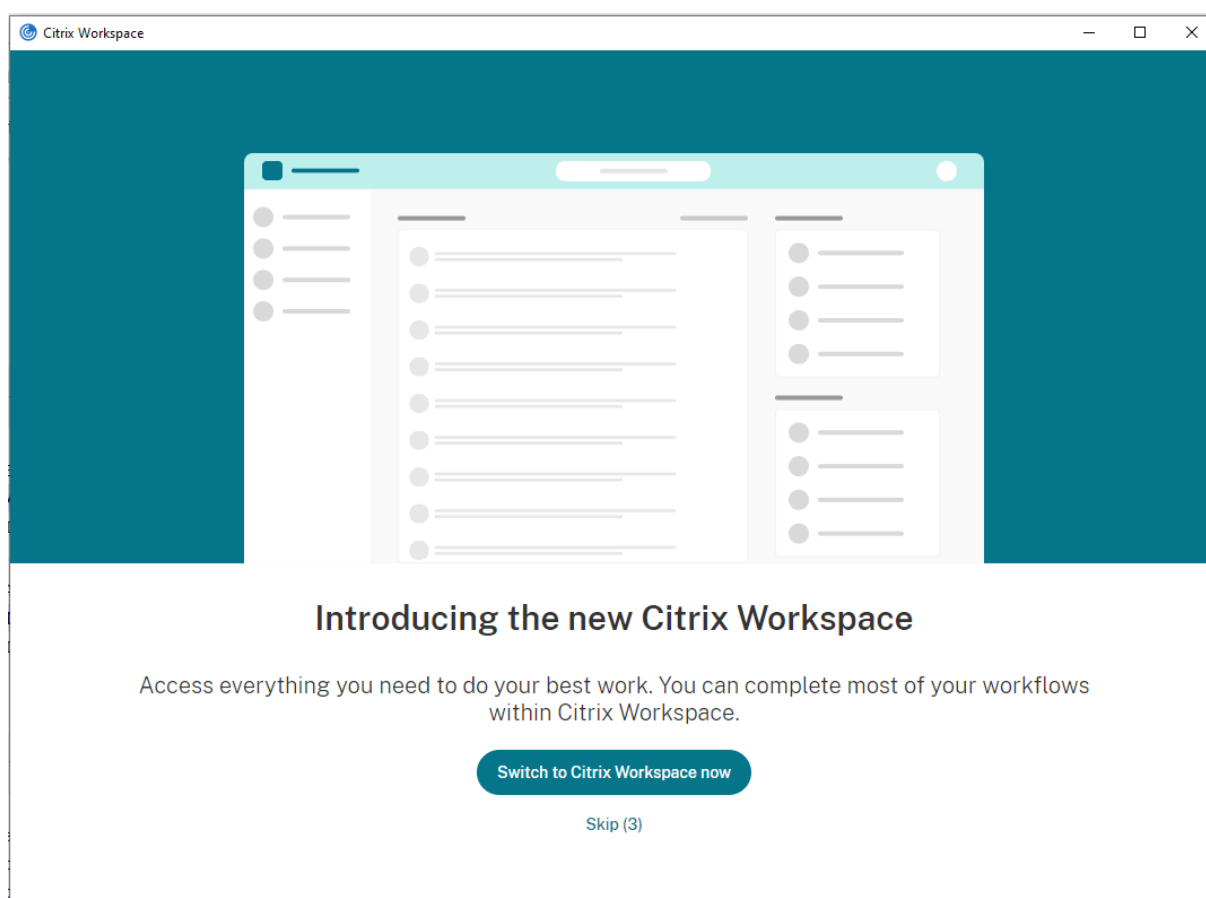 Citrix Workspace
Introducing the new Citrix Workspace
Access everything you need to do your best work. You can complete most of your workflows
within Citrix Workspace.
Switch to Citrix Workspace now
Skip (3)